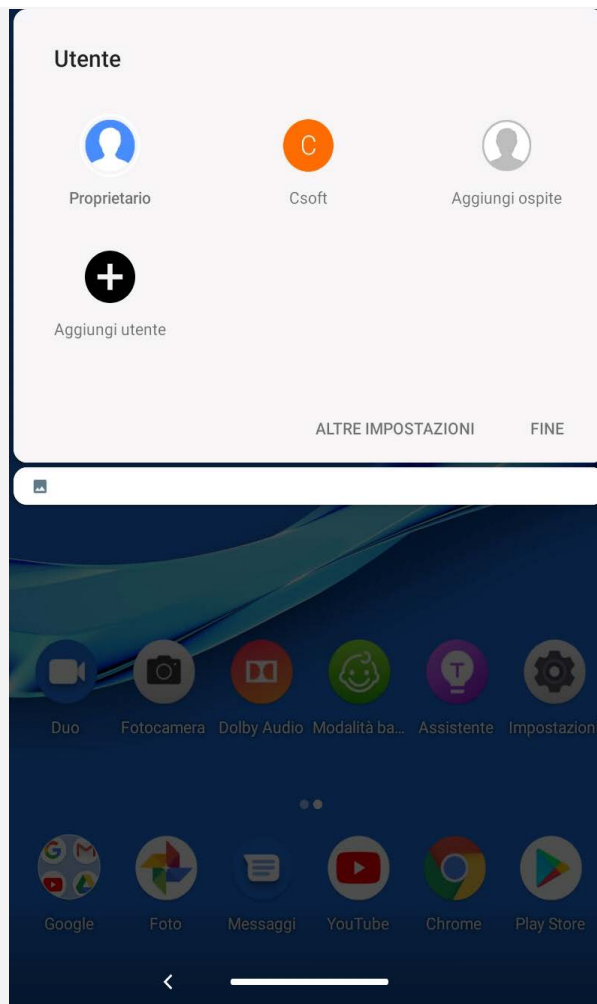 Utente
C
Proprietario
Csoft
Aggiungi ospite
Aggiungi utente
ALTRE IMPOSTAZIONI
FINE
T
Duo
Fotocamera
Dolby Audio
Modalità ba...
Assistente
Impostazion
Google
Foto
Messaggi
YouTube
Chrome
Play Store